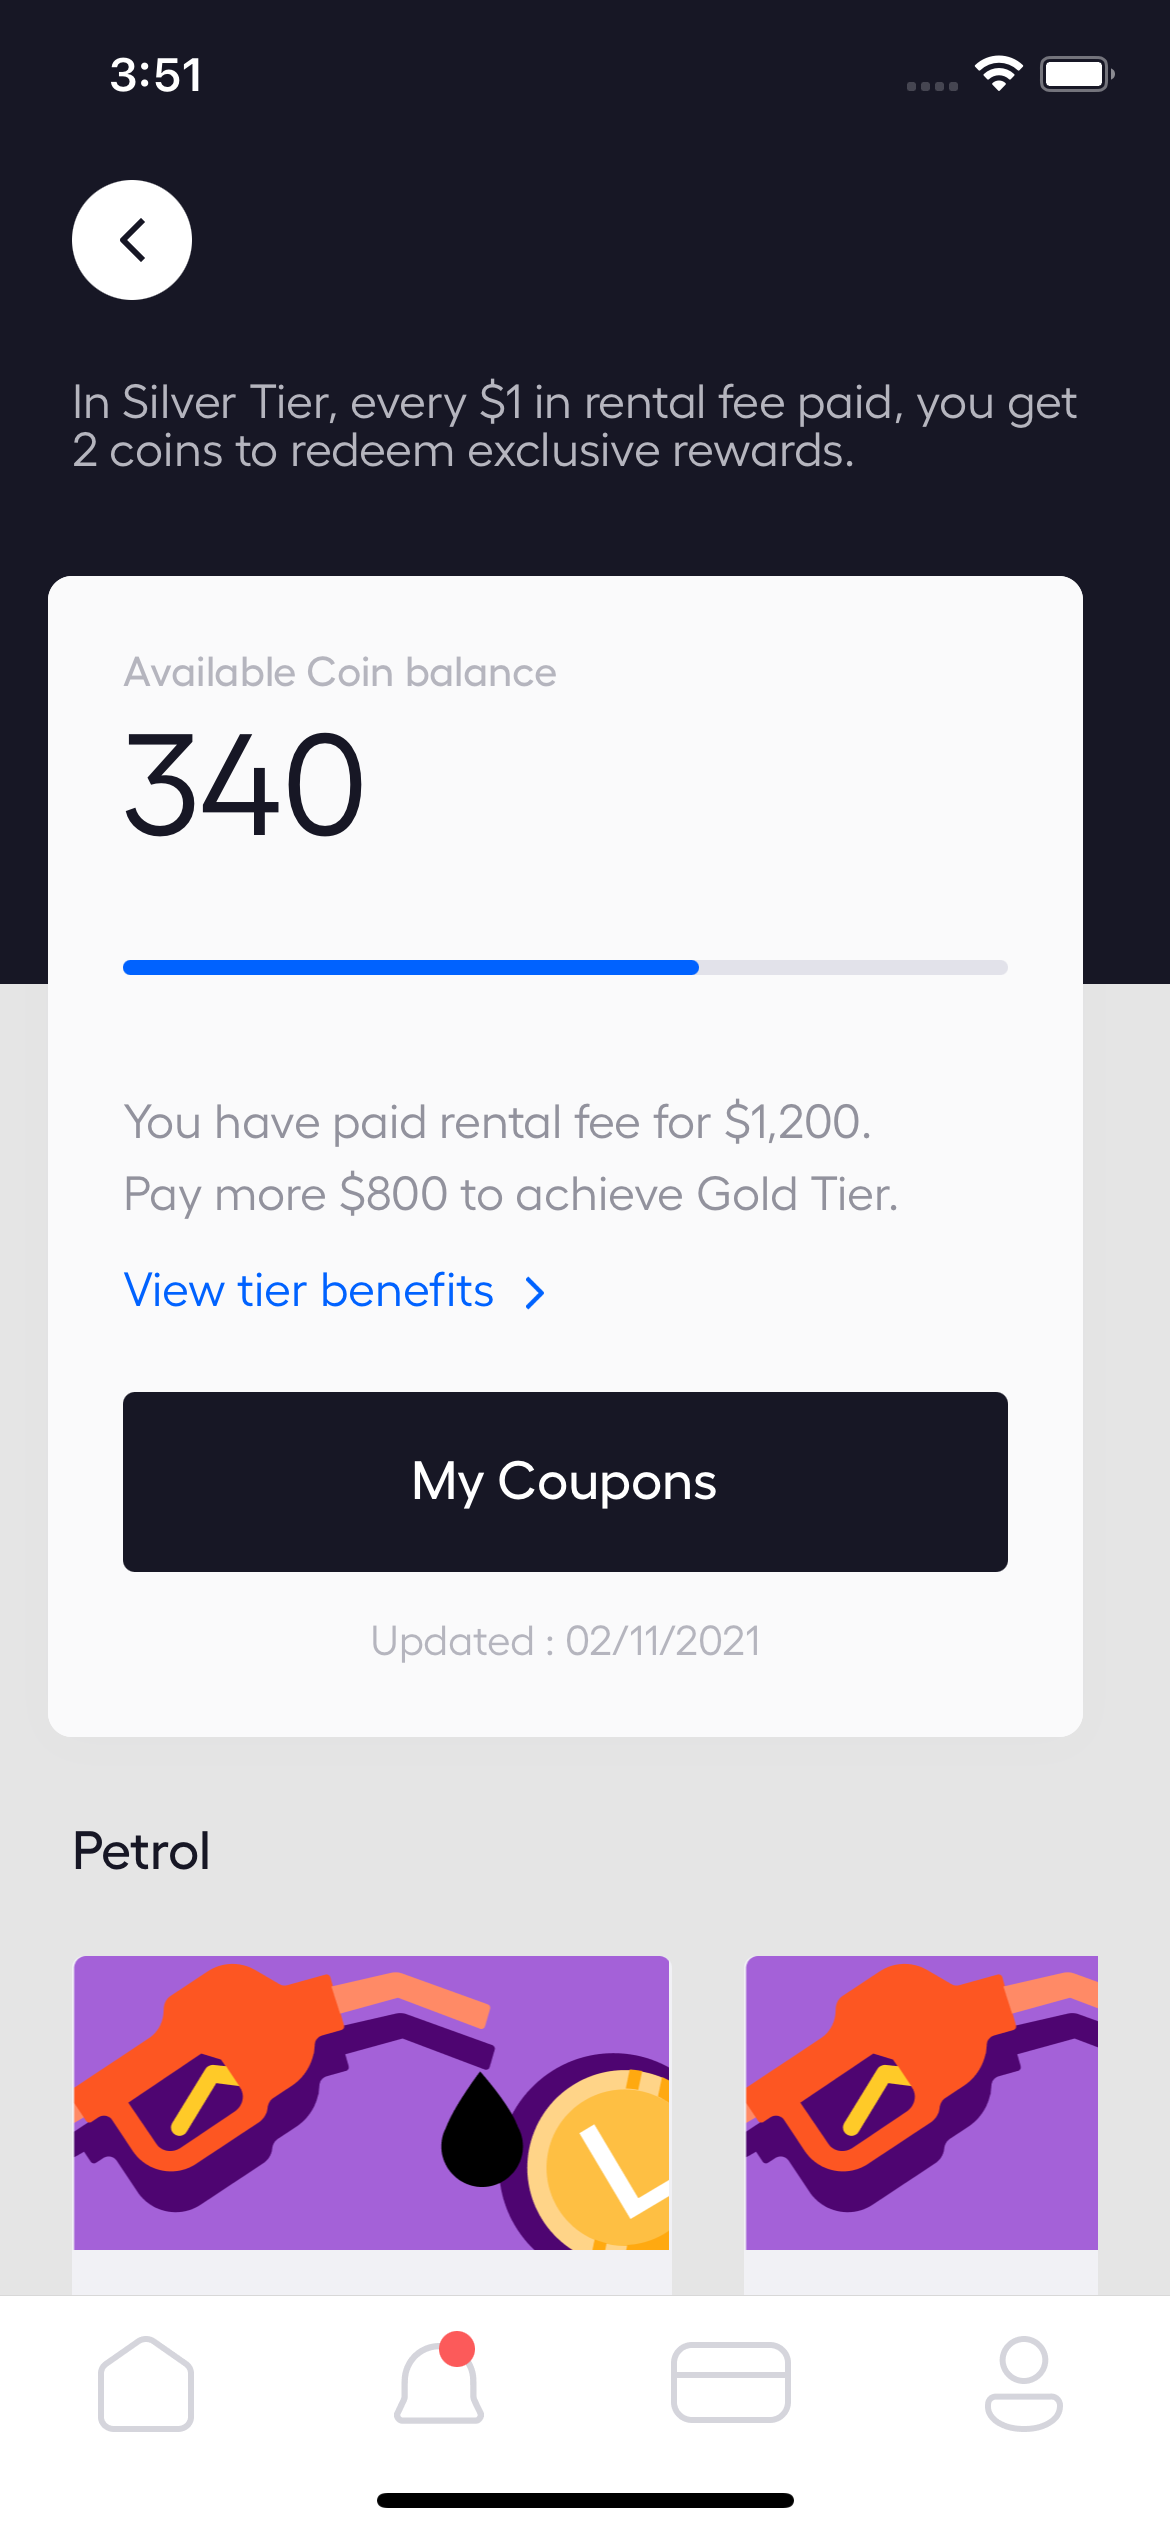 3:51
In Silver Tier, every $1 in rental fee paid, you get
2 coins to redeem exclusive rewards.
Available Coin balance
340
You have paid rental fee for $1,200.
Pay more $800 to achieve Gold Tier.
View tier benefits
My Coupons
Updated : 02/11/2021
Petrol